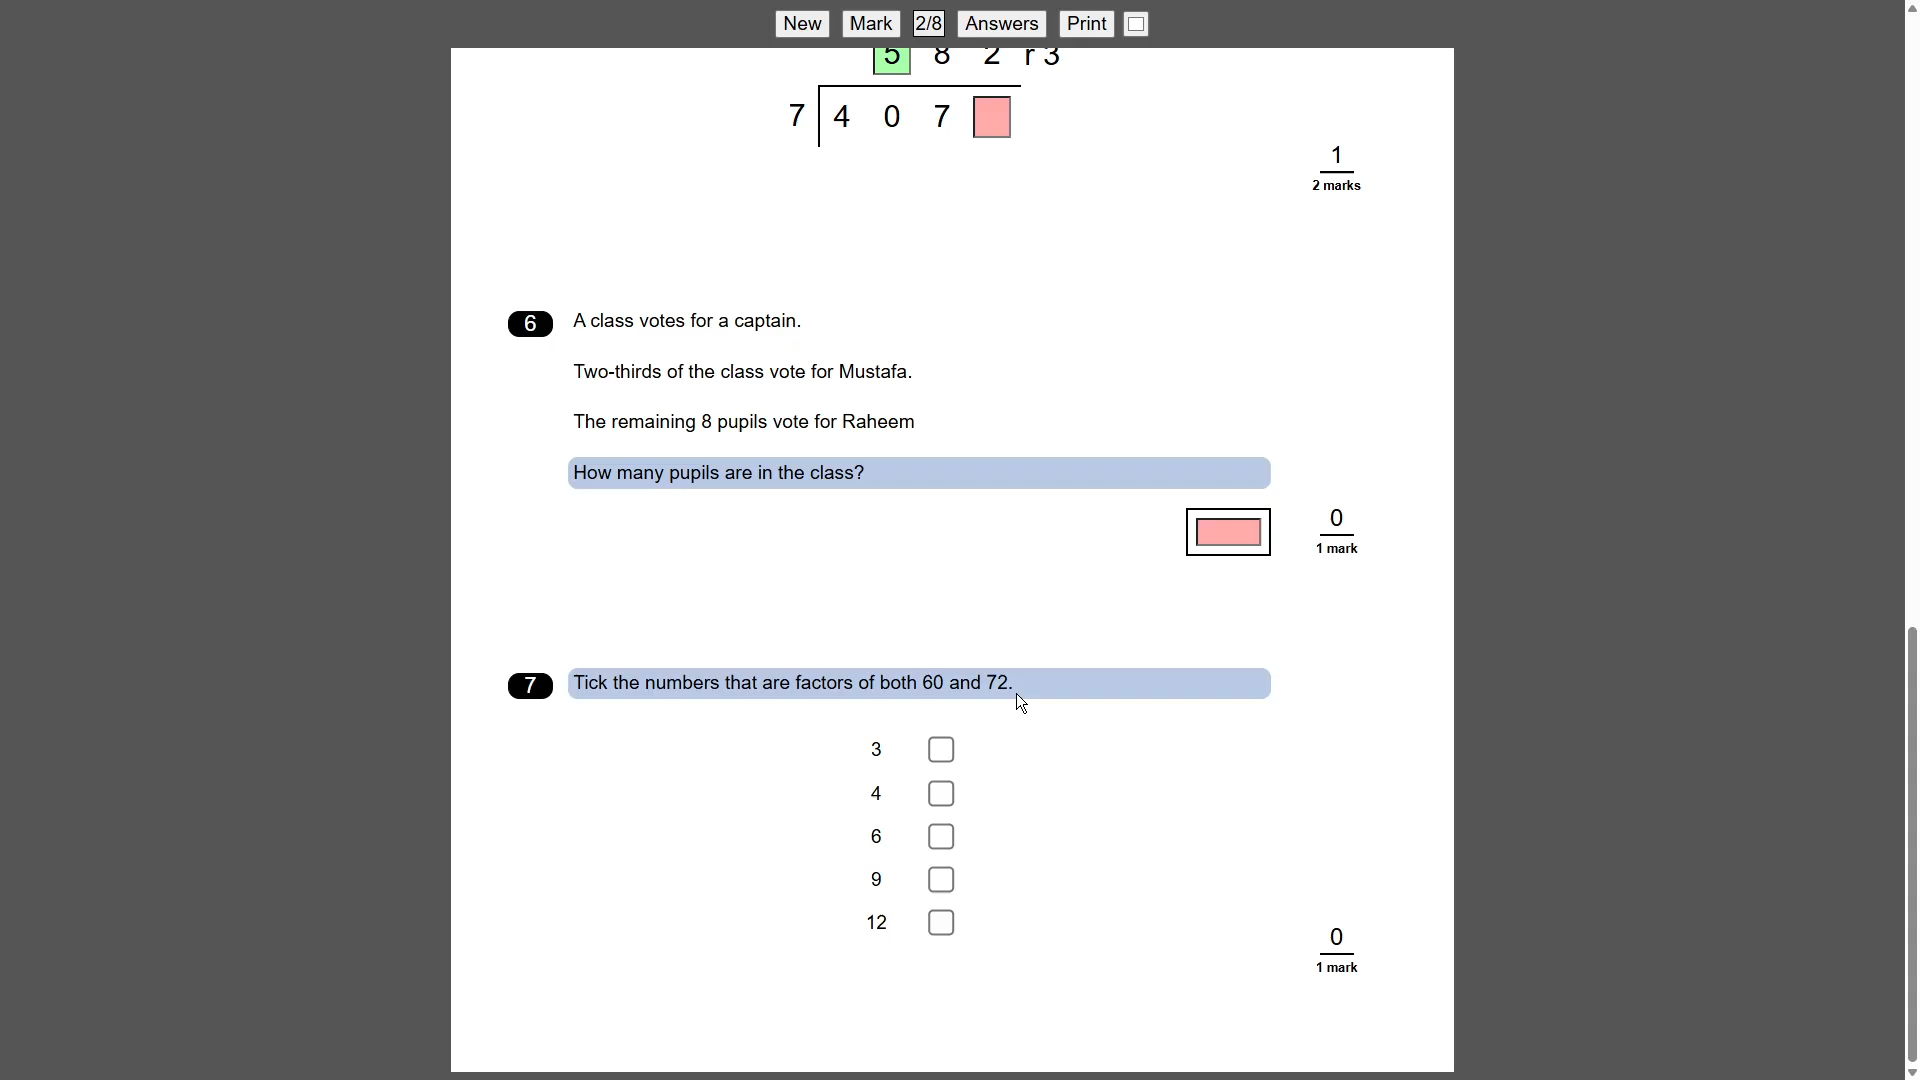 New Mark 2/8 Answers Print
5 8 2 r 3
7 4 0 7
1
2 marks
6 A class votes for a captain.
Two-thirds of the class vote for Mustafa.
The remaining 8 pupils vote for Raheem
How many pupils are in the class?
0
1 mark
7 Tick the numbers that are factors of both 60 and 72.
3
4
6
9
12
0
1 mark